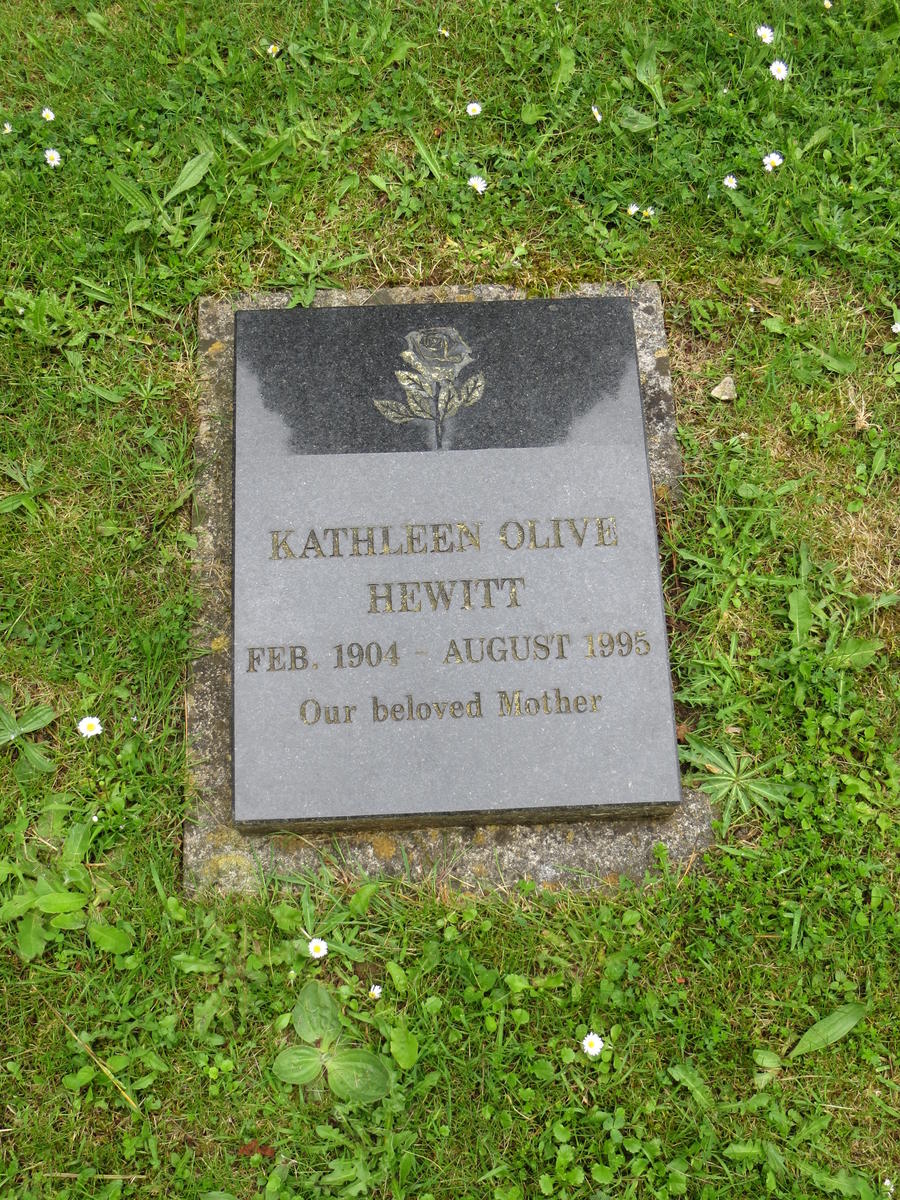 KATHLEEN OLIVE
HEWITT
FEB. 1904 - AUGUST 1995
Our beloved Mother